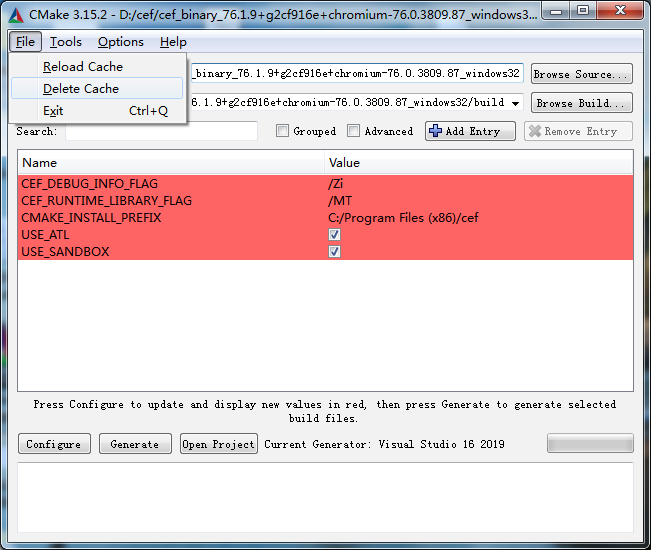 CMake 3.15.2 - D:/cef/cef_binary_76.1.9+g2cf916e+chromium-76.0.3809.87_windows3...
File Tools Options Help
Reload Cache
Delete Cache
Exit Ctrl+Q
_binary_76.1.9+g2cf916e+chromium-76.0.3809.87_windows32 Browse Source...
6.1.9+g2cf916e+chromium-76.0.3809.87_windows32/build Browse Build...
Search: Grouped Advanced Add Entry Remove Entry
Name Value
CEF_DEBUG_INFO_FLAG /Zi
CEF_RUNTIME_LIBRARY_FLAG /MT
CMAKE_INSTALL_PREFIX C:/Program Files (x86)/cef
USE_ATL
USE_SANDBOX
Press Configure to update and display new values in red, then press Generate to generate selected
build files.
Configure Generate Open Project Current Generator: Visual Studio 16 2019